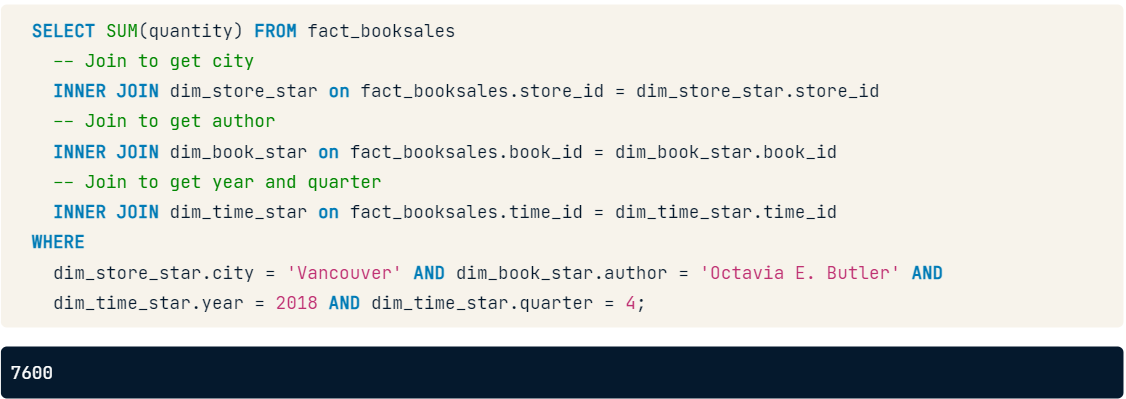 SELECT SUM(quantity) FROM fact_booksales
-- Join to get city
INNER JOIN dim_store_star on fact_booksales.store_id = dim_store_star.store_id
-- Join to get author
INNER JOIN dim_book_star on fact_booksales.book_id = dim_book_star.book_id
-- Join to get year and quarter
INNER JOIN dim_time_star on fact_booksales.time_id = dim_time_star.time_id
WHERE
dim_store_star.city = 'Vancouver' AND dim_book_star.author = 'Octavia E. Butler' AND
dim_time_star.year = 2018 AND dim_time_star.quarter = 4;
7600